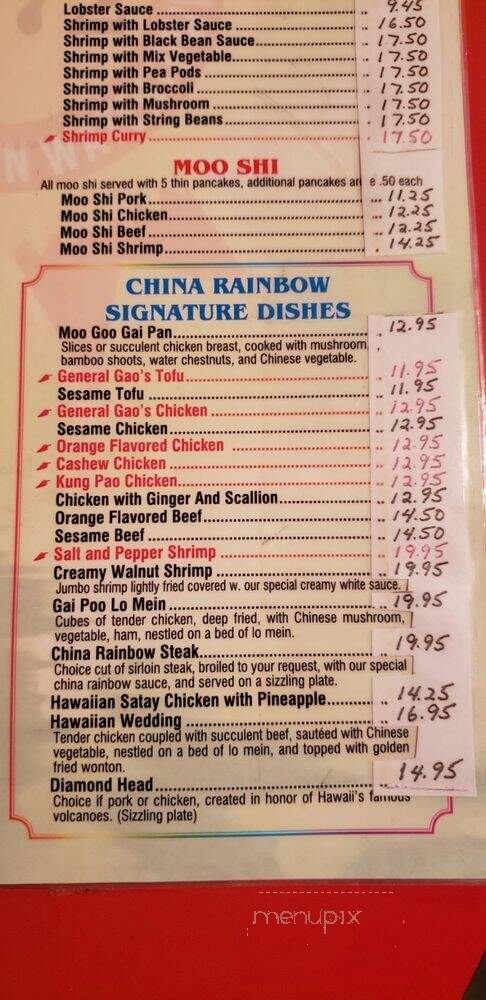 Lobster Sauce ........ 9.45
Shrimp with Lobster Sauce ........ 16.50
Shrimp with Black Bean Sauce........ 17.50
Shrimp with Mix Vegetable........ 17.50
Shrimp with Pea Pods ........ 17.50
Shrimp with Broccoli ........ 17.50
Shrimp with Mushroom ........ 17.50
Shrimp with String Beans........ 17.50
Shrimp Curry........ 17.50
MOO SHI
All moo shi served with 5 thin pancakes, additional pancakes are .50 each
Moo Shi Pork........ 11.25
Moo Shi Chicken........ 12.25
Moo Shi Beef........ 12.25
Moo Shi Shrimp........ 14.25
CHINA RAINBOW
SIGNATURE DISHES
Moo Goo Gai Pan........ 12.95
Slices or succulent chicken breast, cooked with mushroom,
bamboo shoots, water chestnuts, and Chinese vegetable.
General Gao's Tofu........ 11.95
Sesame Tofu ........ 11.95
General Gao's Chicken ........ 12.95
Sesame Chicken........ 12.95
Orange Flavored Chicken ........ 12.95
Cashew Chicken ........ 12.95
Kung Pao Chicken........ 12.95
Chicken with Ginger And Scallion........ 12.95
Orange Flavored Beef........ 14.50
Sesame Beef ........ 14.50
Salt and Pepper Shrimp ........ 19.95
Creamy Walnut Shrimp ........ 19.95
Jumbo shrimp lightly fried covered w. our special creamy white sauce.
Gai Poo Lo Mein ........ 19.95
Cubes of tender chicken, deep fried, with Chinese mushroom,
vegetable, ham, nestled on a bed of lo mein.
China Rainbow Steak........ 19.95
Choice cut of sirloin steak, broiled to your request, with our special
china rainbow sauce, and served on a sizzling plate.
Hawaiian Satay Chicken with Pineapple........ 14.25
Hawaiian Wedding ........ 16.95
Tender chicken coupled with succulent beef, sautéed with Chinese
vegetable, nestled on a bed of lo mein, and topped with golden
fried wonton.
Diamond Head........ 14.95
Choice if pork or chicken, created in honor of Hawaii's famous
volcanoes. (Sizzling plate)
menupix